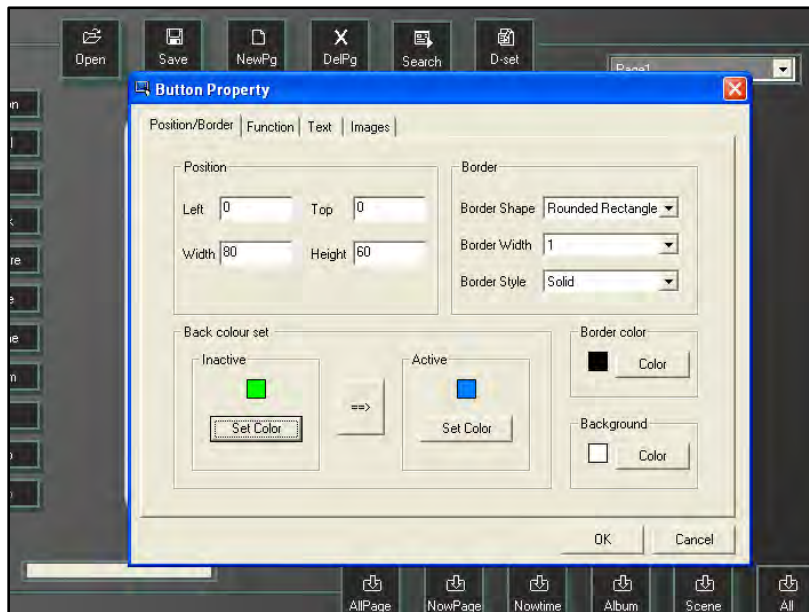 Open Save NewPg DelPg Search D-set
Page1
Button Property
Position/Border Function Text Images
Position
Left 0 Top 0
Width 80 Height 60
Border
Border Shape Rounded Rectangle
Border Width 1
Border Style Solid
Back colour set
Inactive
Set Color
==>
Active
Set Color
Border color
Color
Background
Color
OK Cancel
AllPage NowPage Nowtime Album Scene All